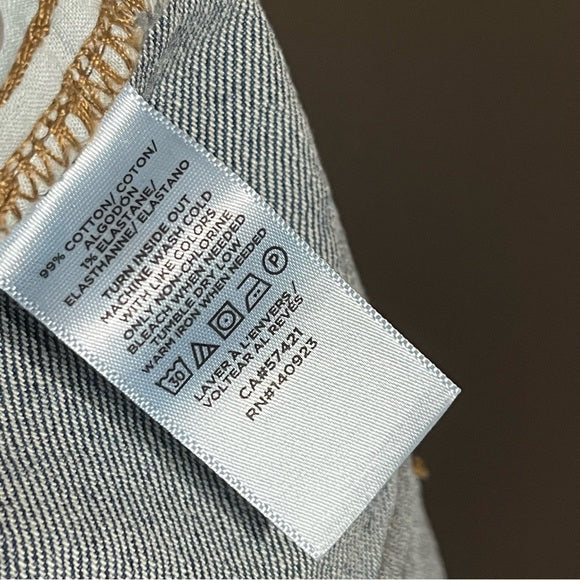 99% COTTON/ COTON/
ALGODÓN
1% ELASTANE/
ELASTHANNE/ ELASTANO
TURN INSIDE OUT
MACHINE WASH COLD
WITH LIKE COLORS
ONLY NON-CHLORINE
BLEACH WHEN NEEDED
TUMBLE DRY LOW
WARM IRON WHEN NEEDED
30 P
LAVER À L'ENVERS/
VOLTEAR AL REVÉS
CA#57421
RN#140923